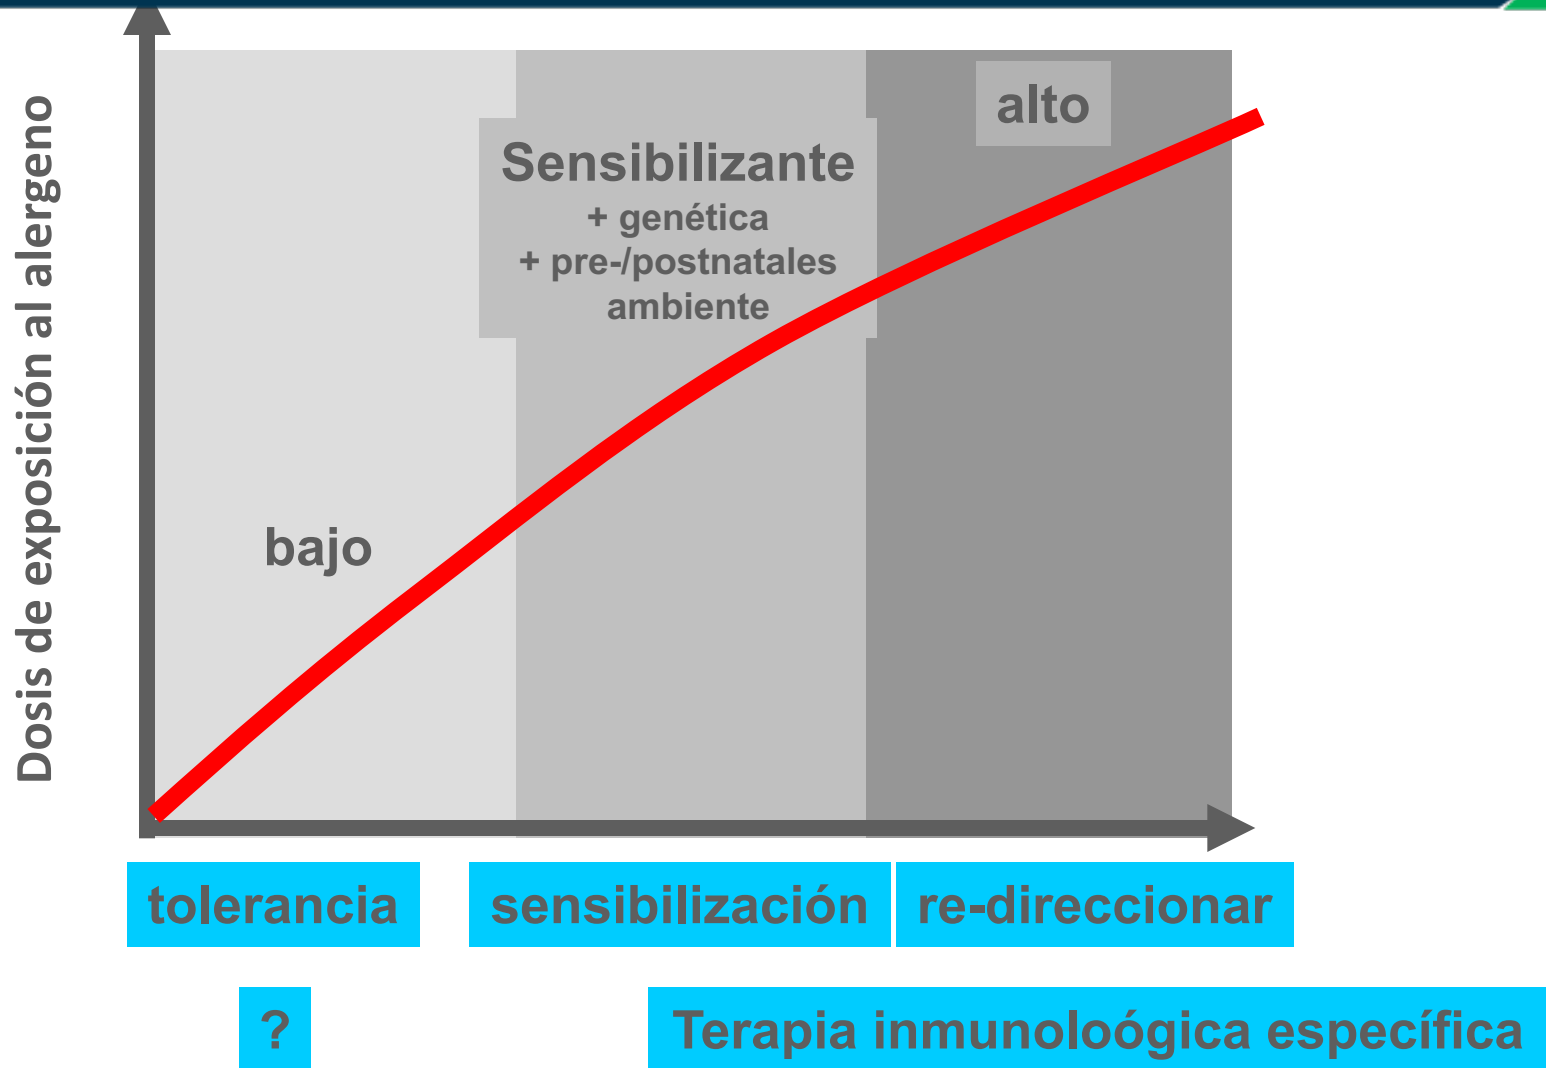 Dosis de exposición al alergeno
alto
Sensibilizante
+ genética
+ pre-/postnatales
ambiente
bajo
tolerancia
sensibilización
re-direccionar
?
Terapia inmunoloógica específica